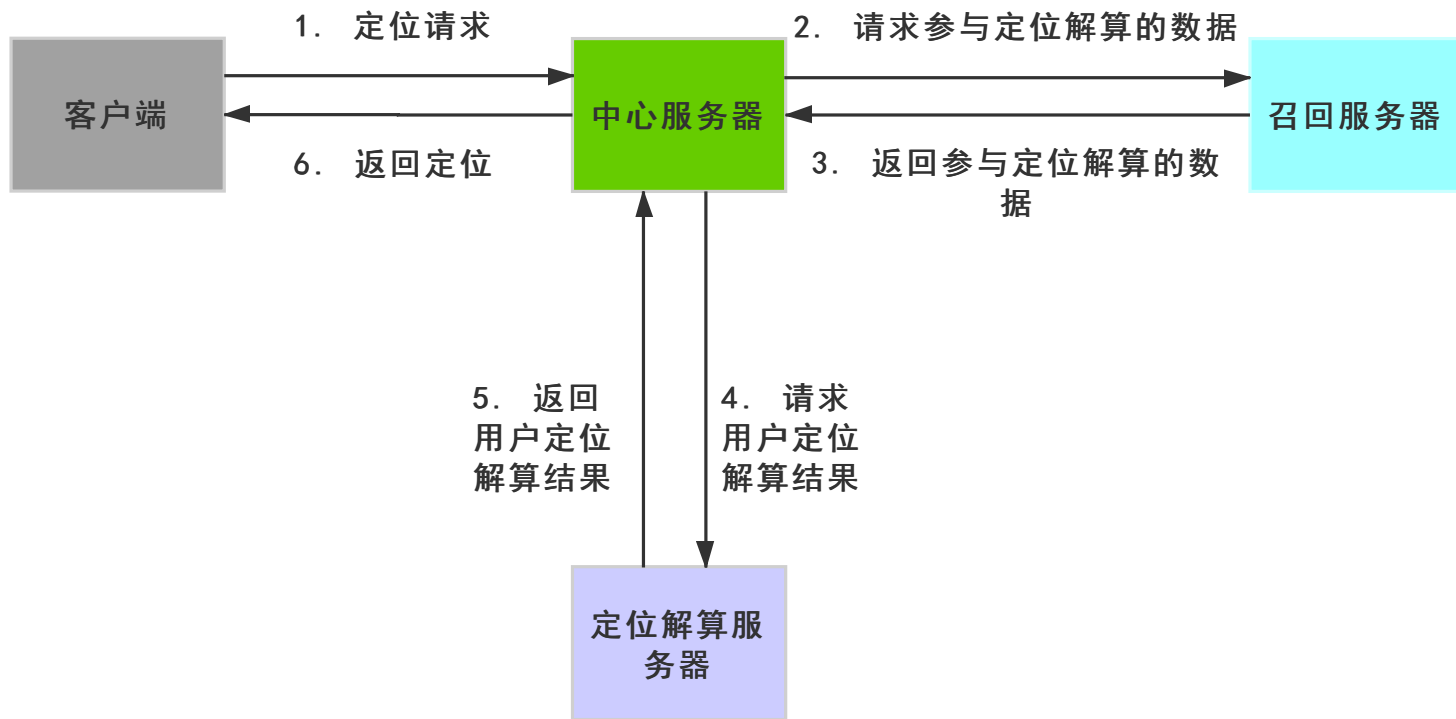 1. 定位请求
2. 请求参与定位解算的数据
客户端
中心服务器
召回服务器
6. 返回定位
3. 返回参与定位解算的数
据
5. 返回
用户定位
解算结果
4. 请求
用户定位
解算结果
定位解算服
务器